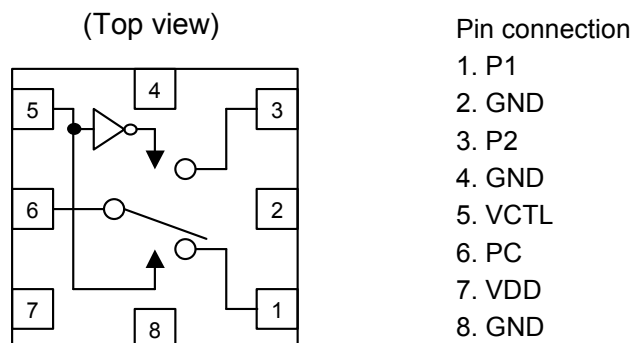 (Top view)
4
5
3
6
2
7
1
8
Pin connection
1. P1
2. GND
3. P2
4. GND
5. VCTL
6. PC
7. VDD
8. GND